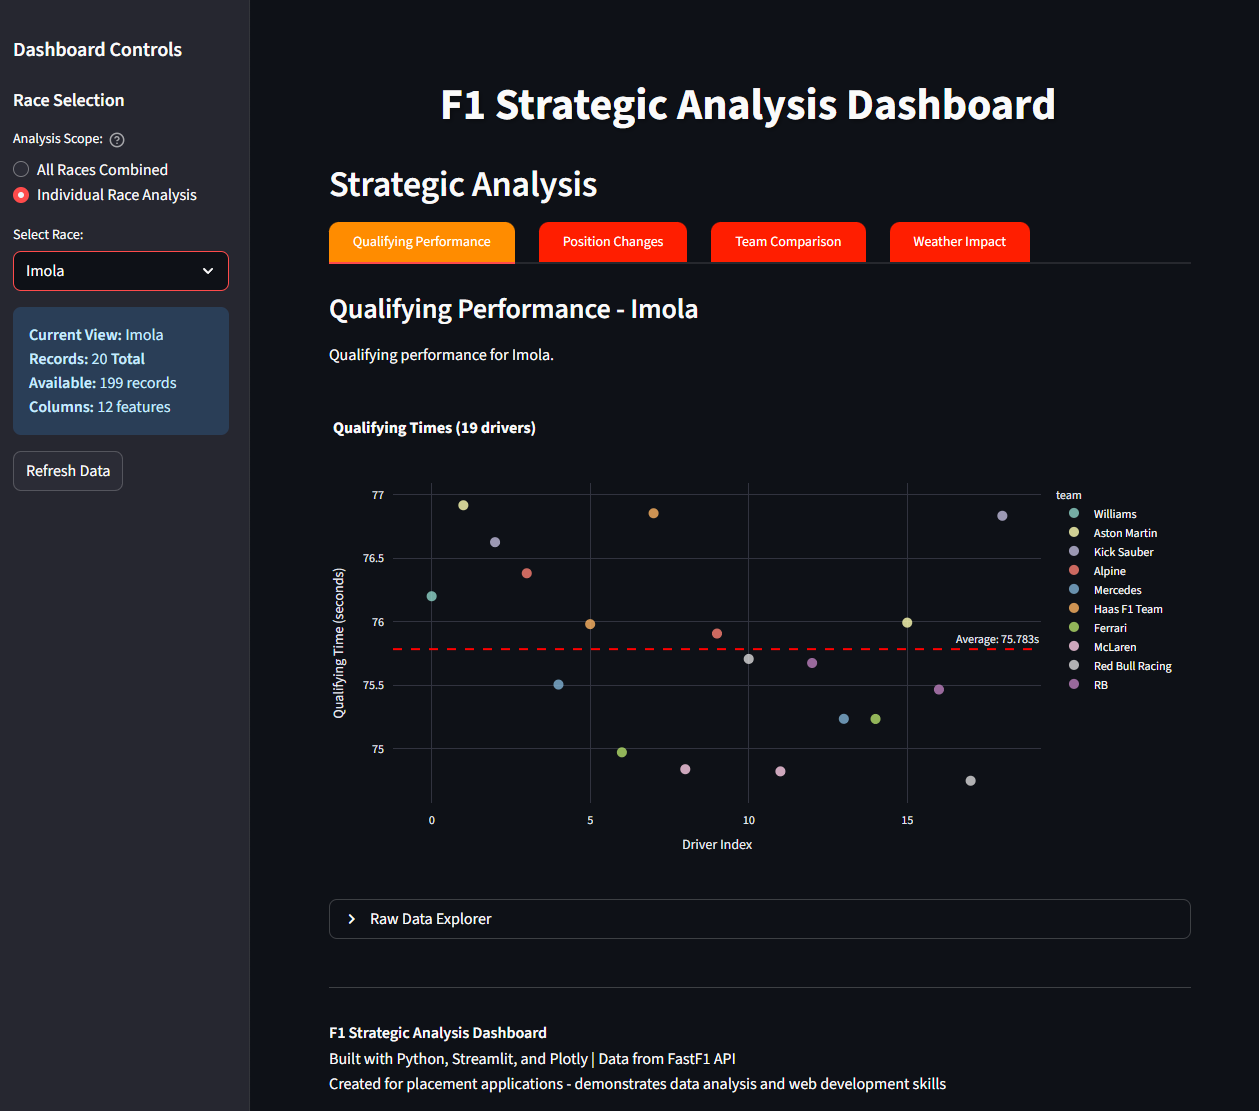 Dashboard Controls
Race Selection
Analysis Scope:
?
All Races Combined
Individual Race Analysis
Select Race:
Imola
Current View: Imola
Records: 20 Total
Available: 199 records
Columns: 12 features
Refresh Data
F1 Strategic Analysis Dashboard
Strategic Analysis
Qualifying Performance
Position Changes
Team Comparison
Weather Impact
Qualifying Performance - Imola
Qualifying performance for Imola.
Qualifying Times (19 drivers)
Qualifying Time (seconds)
77
76.5
76
75.5
75
0
5
10
15
Driver Index
Average: 75.783s
team
Williams
Aston Martin
Kick Sauber
Alpine
Mercedes
Haas F1 Team
Ferrari
McLaren
Red Bull Racing
RB
Raw Data Explorer
F1 Strategic Analysis Dashboard
Built with Python, Streamlit, and Plotly | Data from FastF1 API
Created for placement applications - demonstrates data analysis and web development skills